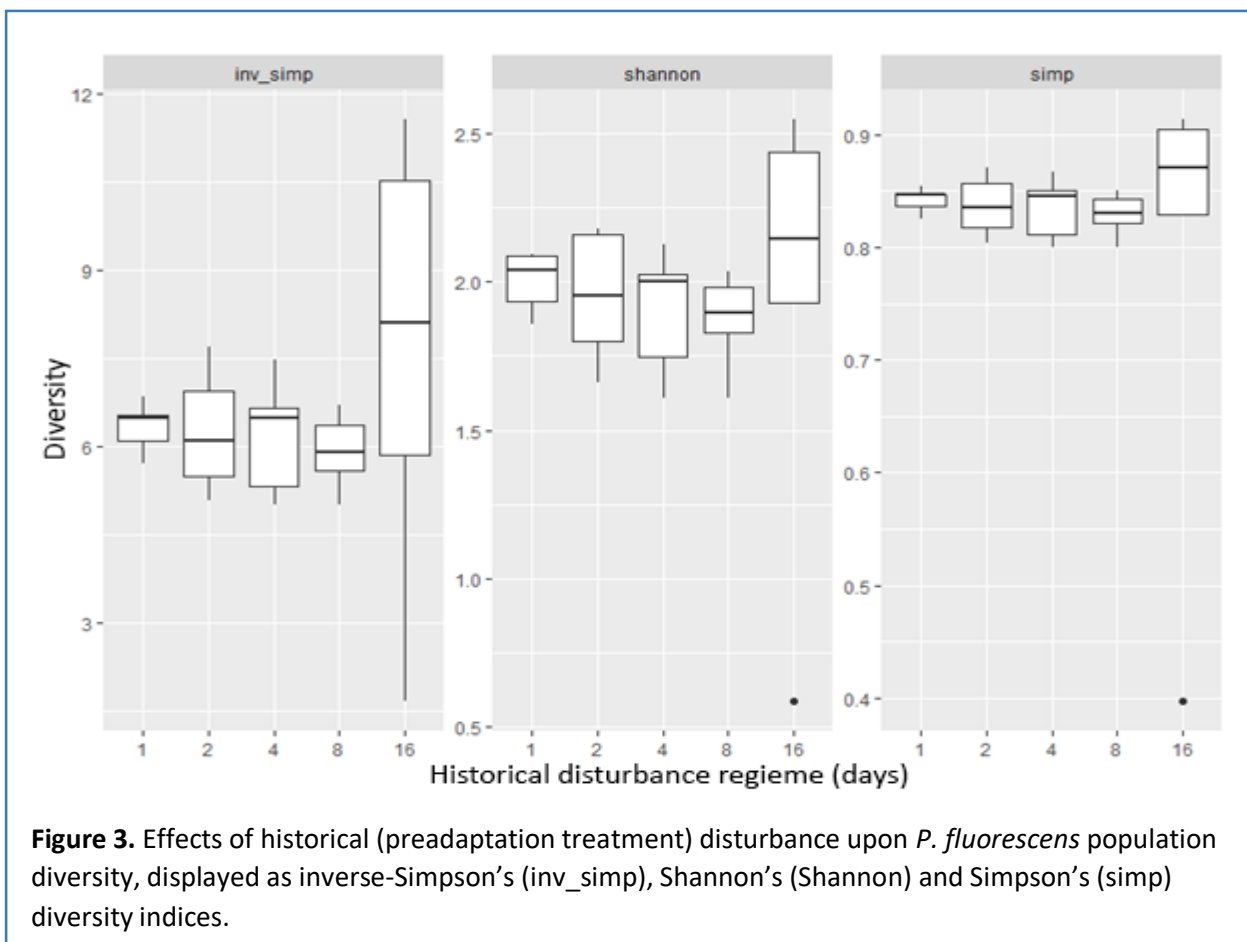 inv_simp
shannon
simp
12
9
6
3
2.5
2.0
1.5
1.0
0.5
0.9
0.8
0.7
0.6
0.5
0.4
Diversity
1 2 4 8 16
1 2 4 8 16
1 2 4 8 16
Historical disturbance regieme (days)
Figure 3. Effects of historical (preadaptation treatment) disturbance upon P. fluorescens population
diversity, displayed as inverse-Simpson’s (inv_simp), Shannon’s (Shannon) and Simpson’s (simp)
diversity indices.